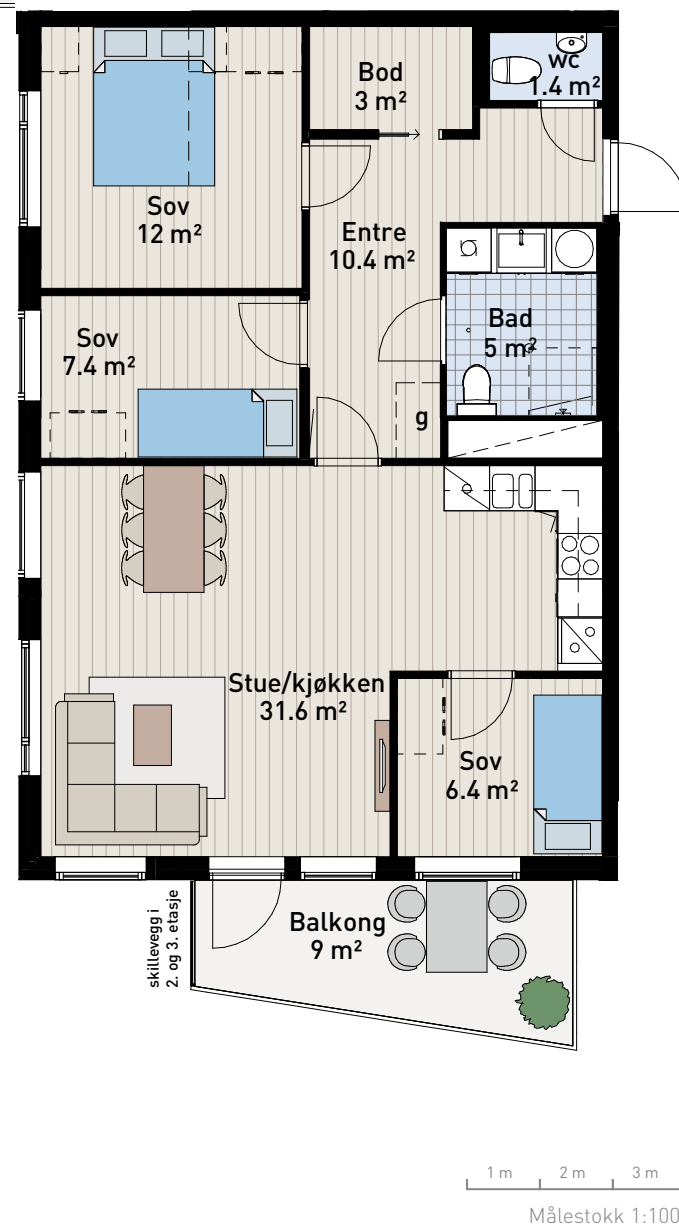 wc
1.4 m²
Bod
3 m²
Sov
12 m²
Entre
10.4 m²
Sov
7.4 m²
Bad
5 m²
g
Stue/kjøkken
31.6 m²
Sov
6.4 m²
skillevegg i
2. og 3. etasje
Balkong
9 m²
1 m 2 m 3 m
Målestokk 1:100